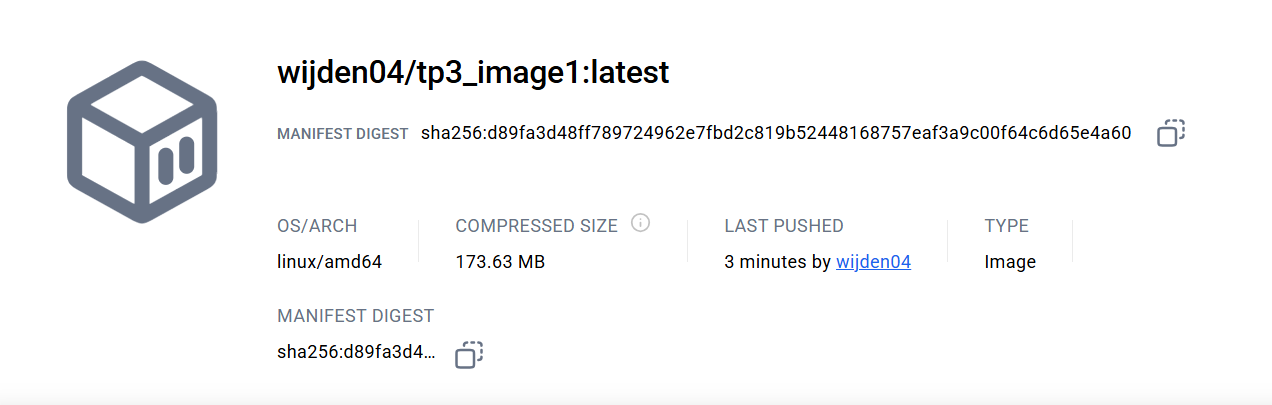 wijden04/tp3_image1:latest
MANIFEST DIGEST sha256:d89fa3d48ff789724962e7fbd2c819b52448168757eaf3a9c00f64c6d65e4a60
OS/ARCH COMPRESSED SIZE LAST PUSHED TYPE
linux/amd64 173.63 MB 3 minutes by wijden04 Image
MANIFEST DIGEST
sha256:d89fa3d4...